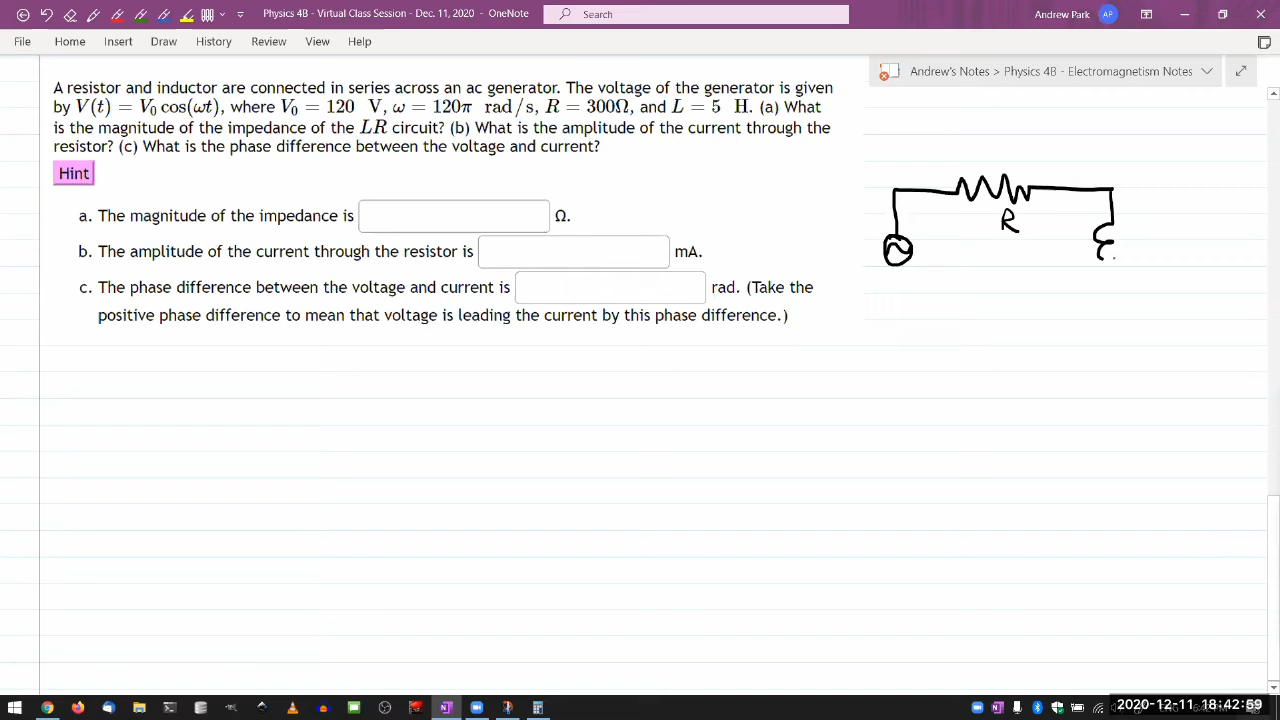 Physics 4B - Virtual Class Session - Dec. 11, 2020 - OneNote
Search
Andrew Park
AP
File Home Insert Draw History Review View Help
Andrew's Notes > Physics 4B - Electromagnetism Notes
A resistor and inductor are connected in series across an ac generator. The voltage of the generator is given
by V(t) = V₀ cos(ωt), where V₀ = 120 V, ω = 120π rad/s, R = 300Ω, and L = 5 H. (a) What
is the magnitude of the impedance of the LR circuit? (b) What is the amplitude of the current through the
resistor? (c) What is the phase difference between the voltage and current?
Hint
a. The magnitude of the impedance is Ω.
b. The amplitude of the current through the resistor is mA.
c. The phase difference between the voltage and current is rad. (Take the
positive phase difference to mean that voltage is leading the current by this phase difference.)
R
2020-12-11 18:42:59